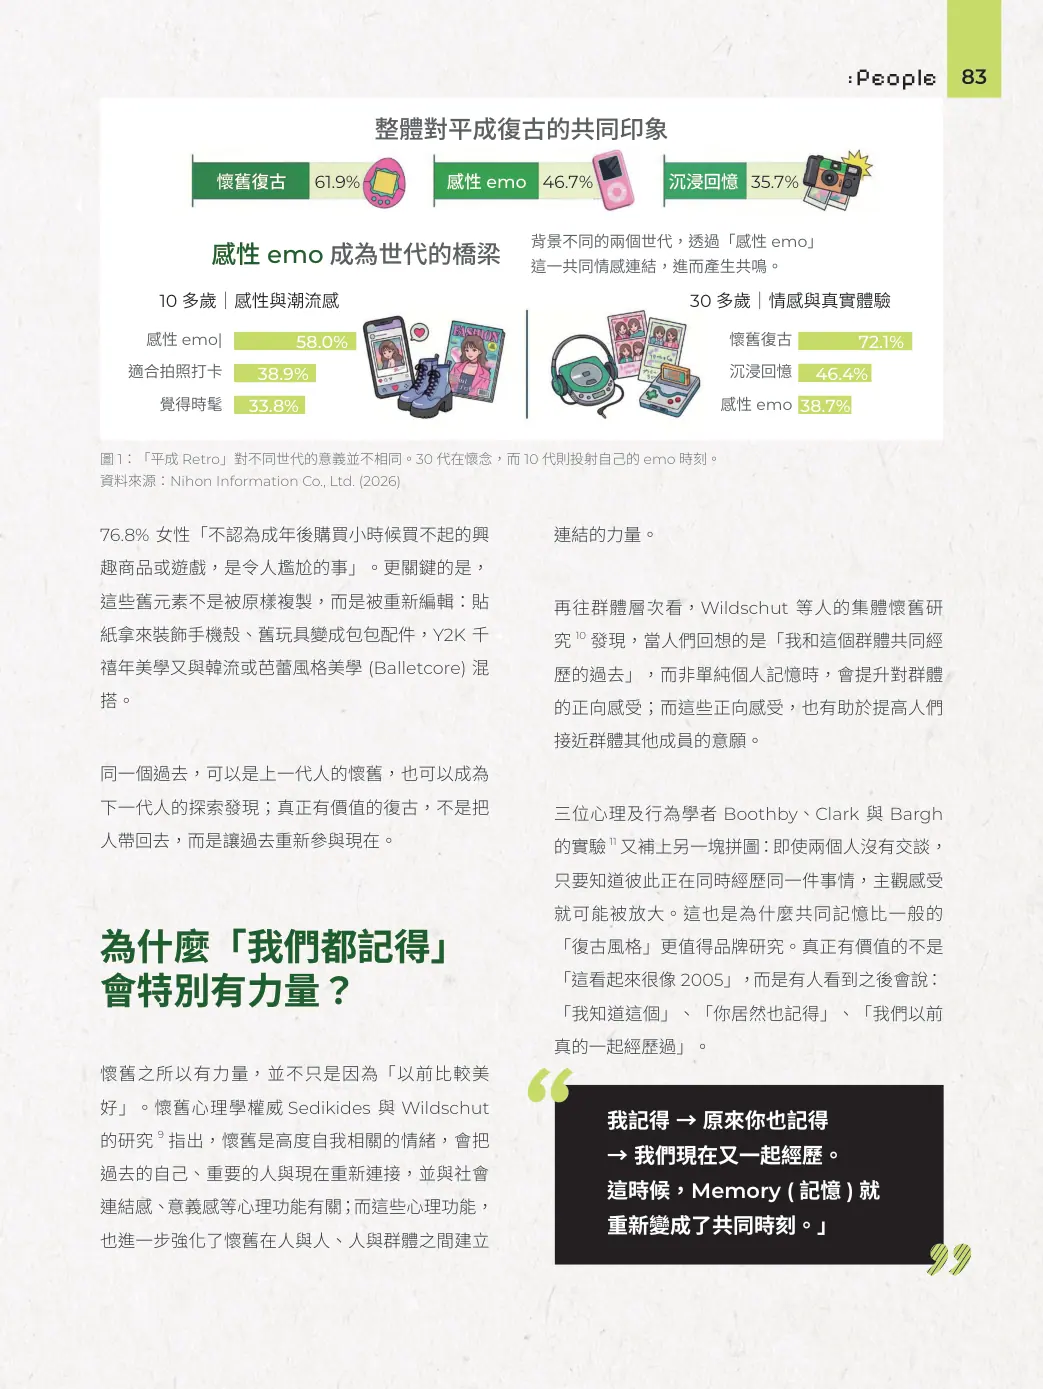 :People 83
整體對平成復古的共同印象
懷舊復古 61.9% 感性 emo 46.7% 沉浸回憶 35.7%
感性 emo 成為世代的橋梁
背景不同的兩個世代，透過「感性 emo」
這一共同情感連結，進而產生共鳴。
10 多歲｜感性與潮流感
感性 emo| 58.0%
適合拍照打卡 38.9%
覺得時髦 33.8%
FASHION
30 多歲｜情感與真實體驗
懷舊復古 72.1%
沉浸回憶 46.4%
感性 emo 38.7%
圖 1：「平成 Retro」對不同世代的意義並不相同。30 代在懷念，而 10 代則投射自己的 emo 時刻。
資料來源：Nihon Information Co., Ltd. (2026)
76.8% 女性「不認為成年後購買小時候買不起的興
趣商品或遊戲，是令人尷尬的事」。更關鍵的是，
這些舊元素不是被原樣複製，而是被重新編輯：貼
紙拿來裝飾手機殼、舊玩具變成包包配件，Y2K 千
禧年美學又與韓流或芭蕾風格美學 (Balletcore) 混
搭。
同一個過去，可以是上一代人的懷舊，也可以成為
下一代人的探索發現；真正有價值的復古，不是把
人帶回去，而是讓過去重新參與現在。
為什麼「我們都記得」
會特別有力量？
懷舊之所以有力量，並不只是因為「以前比較美
好」。懷舊心理學權威 Sedikides 與 Wildschut
的研究 9 指出，懷舊是高度自我相關的情緒，會把
過去的自己、重要的人與現在重新連接，並與社會
連結感、意義感等心理功能有關；而這些心理功能，
也進一步強化了懷舊在人與人、人與群體之間建立
連結的力量。
再往群體層次看，Wildschut 等人的集體懷舊研
究 10 發現，當人們回想的是「我和這個群體共同經
歷的過去」，而非單純個人記憶時，會提升對群體
的正向感受；而這些正向感受，也有助於提高人們
接近群體其他成員的意願。
三位心理及行為學者 Boothby、Clark 與 Bargh
的實驗 11 又補上另一塊拼圖：即使兩個人沒有交談，
只要知道彼此正在同時經歷同一件事情，主觀感受
就可能被放大。這也是為什麼共同記憶比一般的
「復古風格」更值得品牌研究。真正有價值的不是
「這看起來很像 2005」，而是有人看到之後會說：
「我知道這個」、「你居然也記得」、「我們以前
真的一起經歷過」。
我記得 → 原來你也記得
→ 我們現在又一起經歷。
這時候，Memory ( 記憶 ) 就
重新變成了共同時刻。」